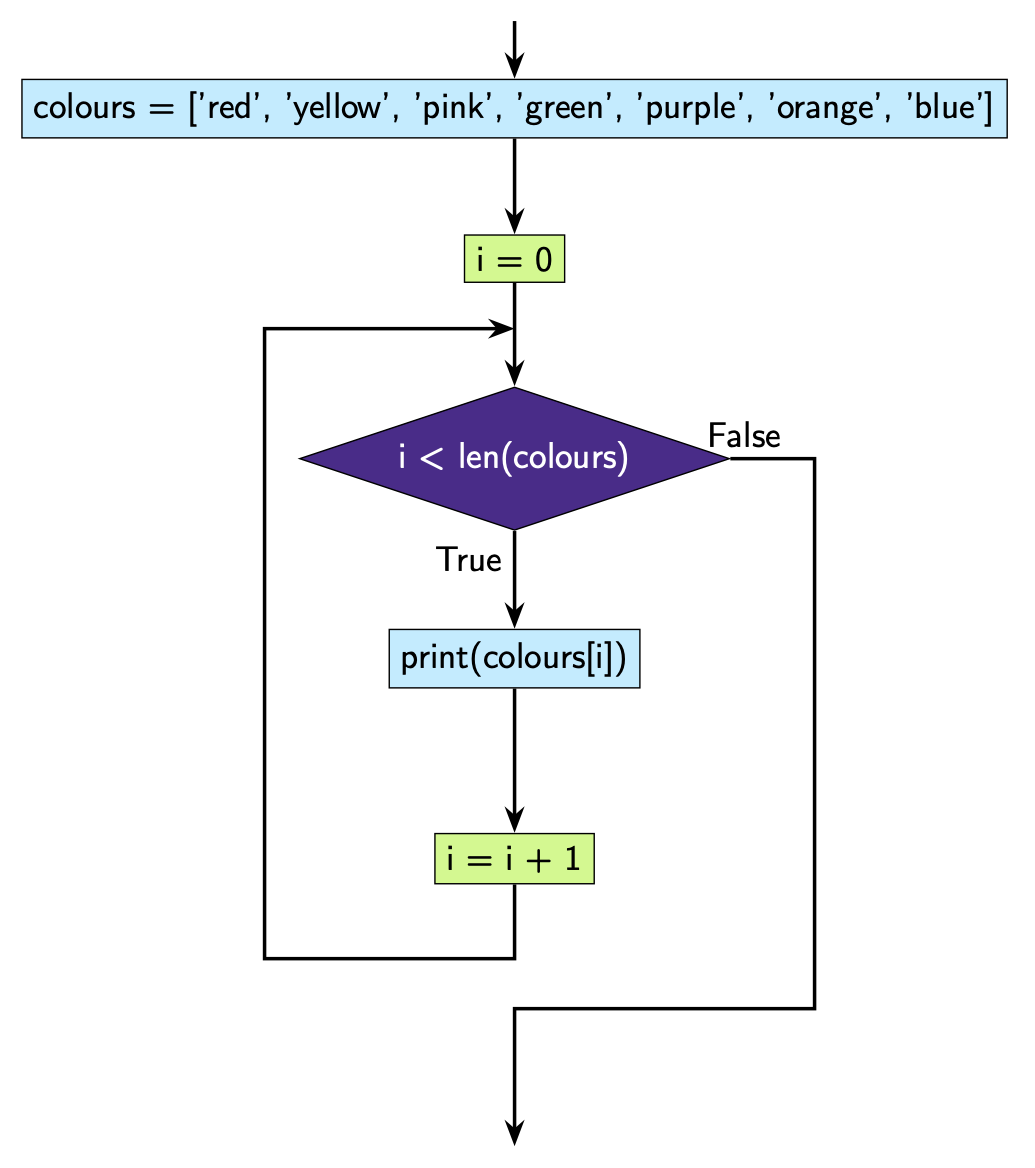 colours = ['red', 'yellow', 'pink', 'green', 'purple', 'orange', 'blue']
i = 0
False
i < len(colours)
True
print(colours[i])
i = i + 1